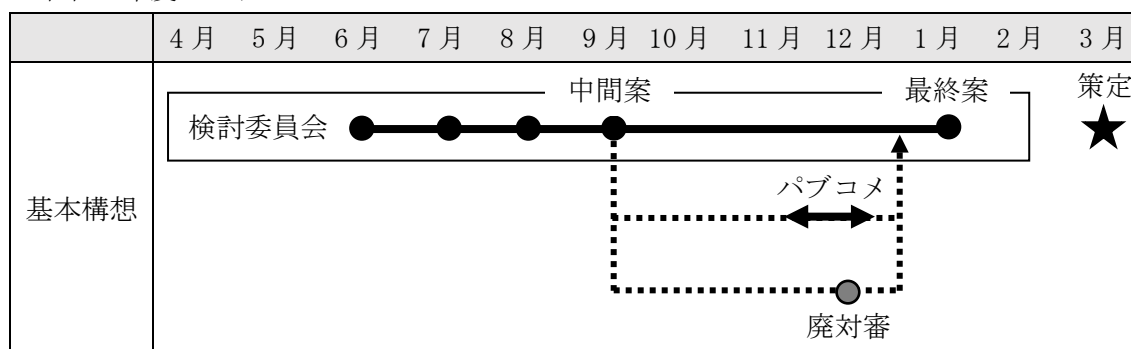 4月 5月 6月 7月 8月 9月 10月 11月 12月 1月 2月 3月
中間案 最終案 策定
検討委員会
基本構想
パブコメ
廃対審